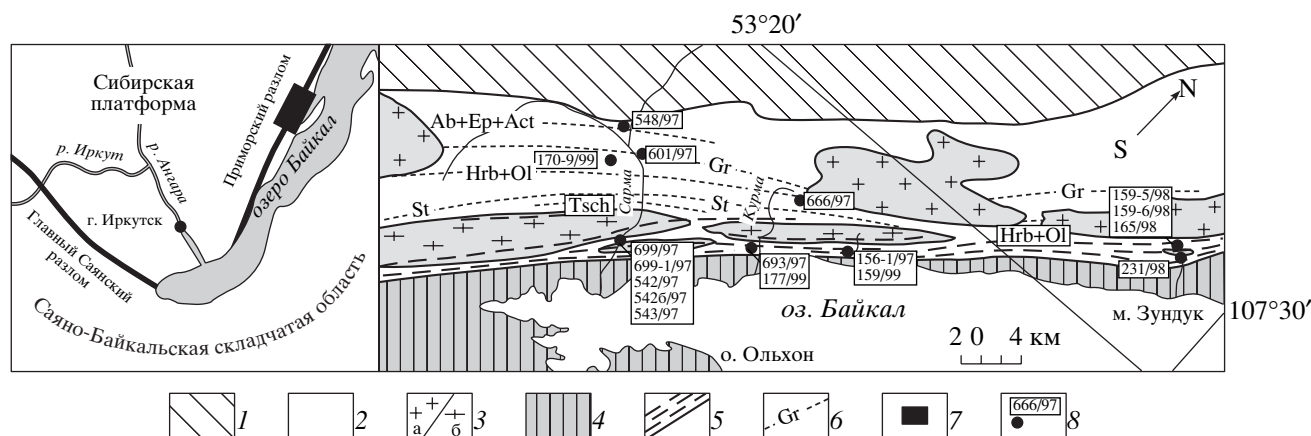 53°20′
Сибирская
платформа
р. Иркут
р. Ангара
г. Иркутск
Приморский разлом
озеро Байкал
Главный Саянский
разлом
Саяно-Байкальская складчатая область
N
S
Ab+Ep+Act
548/97
170-9/99
601/97
Gr
Hrb+Ol
Сарма
Курма
St
Tsch
St
666/97
Gr
159-5/98
159-6/98
165/98
Hrb+Ol
699/97
699-1/97
542/97
542б/97
543/97
693/97
177/99
156-1/97
159/99
231/98
оз. Байкал
м. Зундук
107°30′
2 0 4 км
о. Ольхон
1
2
а б 3
4
5
Gr 6
7
666/97 8